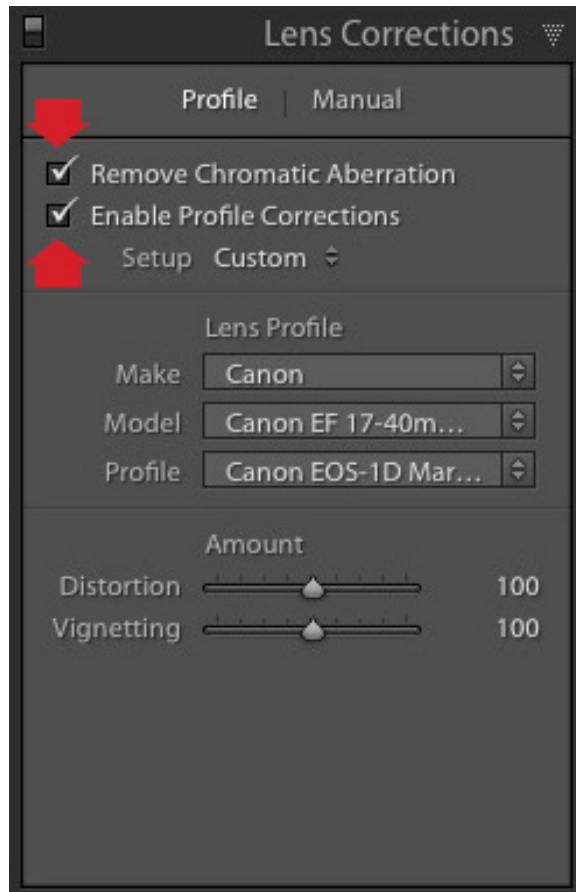 Lens Corrections
Profile | Manual
Remove Chromatic Aberration
Enable Profile Corrections
Setup Custom
Lens Profile
Make Canon
Model Canon EF 17-40m...
Profile Canon EOS-1D Mar...
Amount
Distortion 100
Vignetting 100